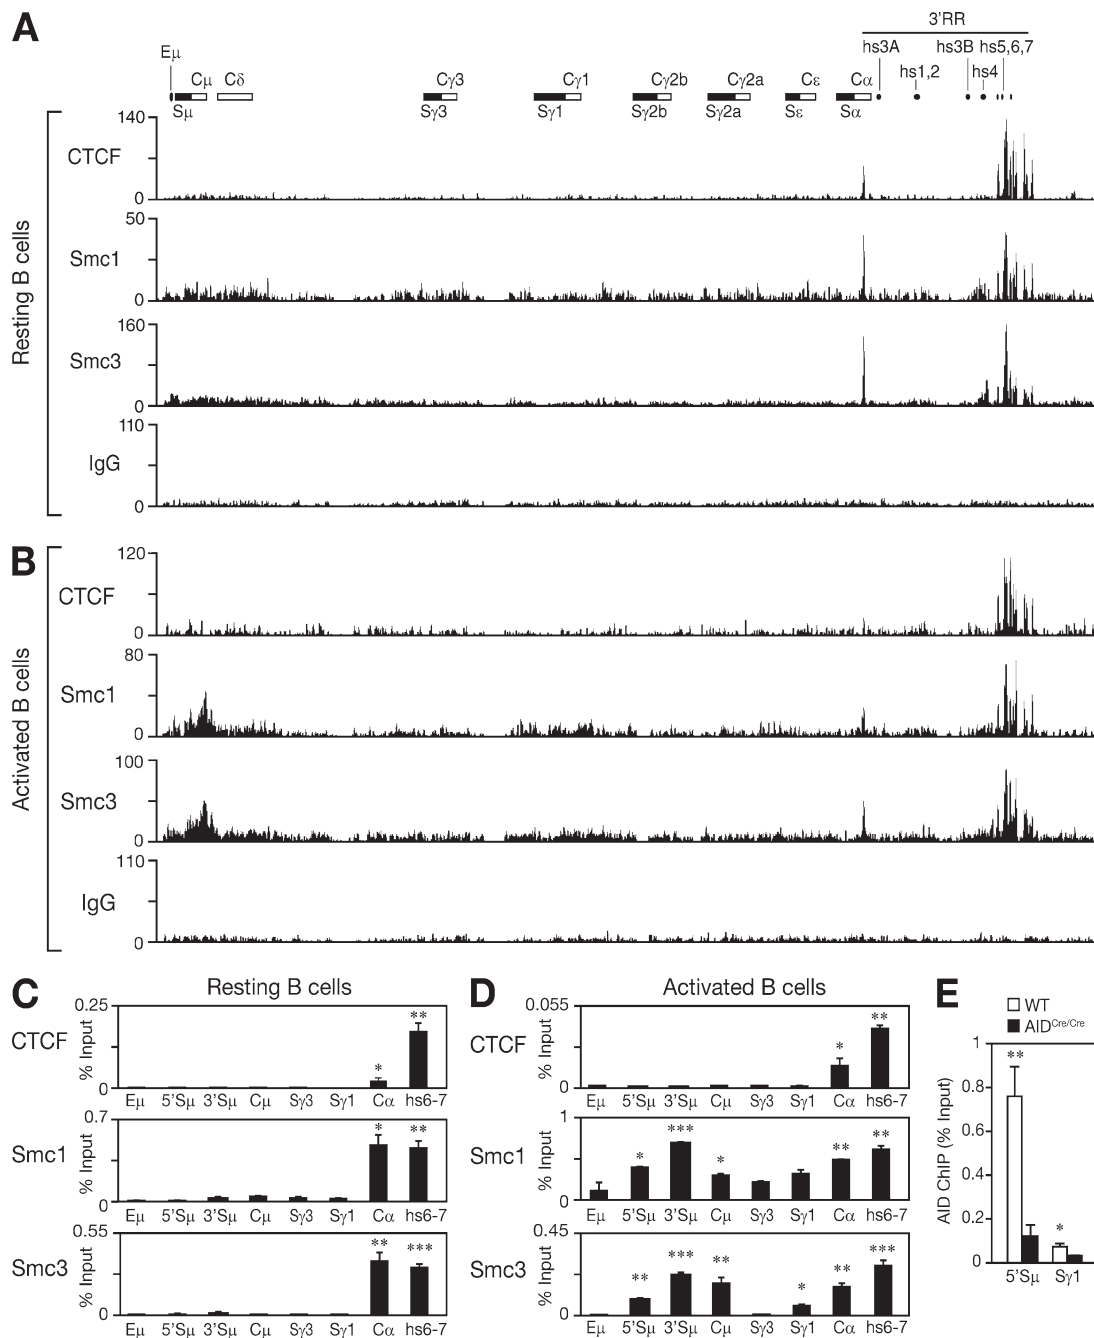 A
3'RR
hs3A hs3B hs5,6,7
Eμ
hs1,2 hs4
Cμ Cδ Cγ3 Cγ1 Cγ2b Cγ2a Cε Cα
Sμ Sγ3 Sγ1 Sγ2b Sγ2a Sε Sα
Resting B cells
140
CTCF
0
50
Smc1
0
160
Smc3
0
110
IgG
0
B
Activated B cells
120
CTCF
0
80
Smc1
0
100
Smc3
0
110
IgG
0
C Resting B cells
0.25
CTCF
% Input
* **
0
Eμ 5'Sμ 3'Sμ Cμ Sγ3 Sγ1 Cα hs6-7
0.7
Smc1
% Input
* **
0
Eμ 5'Sμ 3'Sμ Cμ Sγ3 Sγ1 Cα hs6-7
0.55
Smc3
% Input
** ***
0
Eμ 5'Sμ 3'Sμ Cμ Sγ3 Sγ1 Cα hs6-7
D Activated B cells
0.055
CTCF
% Input
* **
0
Eμ 5'Sμ 3'Sμ Cμ Sγ3 Sγ1 Cα hs6-7
1
Smc1
% Input
* *** * ** **
0
Eμ 5'Sμ 3'Sμ Cμ Sγ3 Sγ1 Cα hs6-7
0.45
Smc3
% Input
** *** ** * ** ***
0
Eμ 5'Sμ 3'Sμ Cμ Sγ3 Sγ1 Cα hs6-7
E
WT
AIDCre/Cre
AID ChIP (% Input)
1
0.8
0.6
0.4
0.2
0
** *
5'Sμ Sγ1